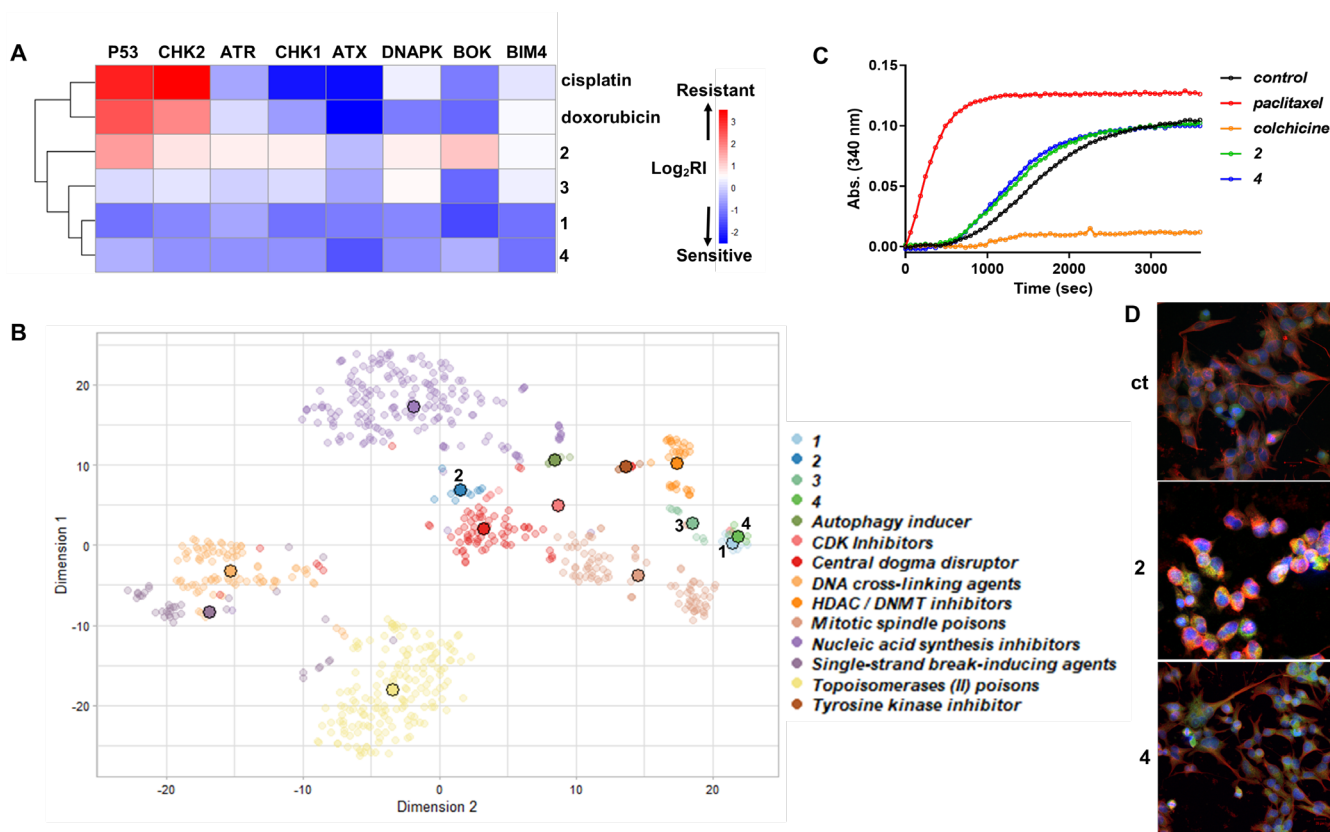 A
P53 CHK2 ATR CHK1 ATX DNAPK BOK BIM4
cisplatin
doxorubicin
2
3
1
4
Resistant
Log₂RI
Sensitive
3
2
1
0
-1
-2
C
0.15
0.10
0.05
0.00
Abs. (340 nm)
0 1000 2000 3000
Time (sec)
control
paclitaxel
colchicine
2
4
B
20
10
0
-10
-20
Dimension 1
-20 -10 0 10 20
Dimension 2
2
3
4
1
1
2
3
4
Autophagy inducer
CDK Inhibitors
Central dogma disruptor
DNA cross-linking agents
HDAC / DNMT inhibitors
Mitotic spindle poisons
Nucleic acid synthesis inhibitors
Single-strand break-inducing agents
Topoisomerases (II) poisons
Tyrosine kinase inhibitor
D
ct
2
4